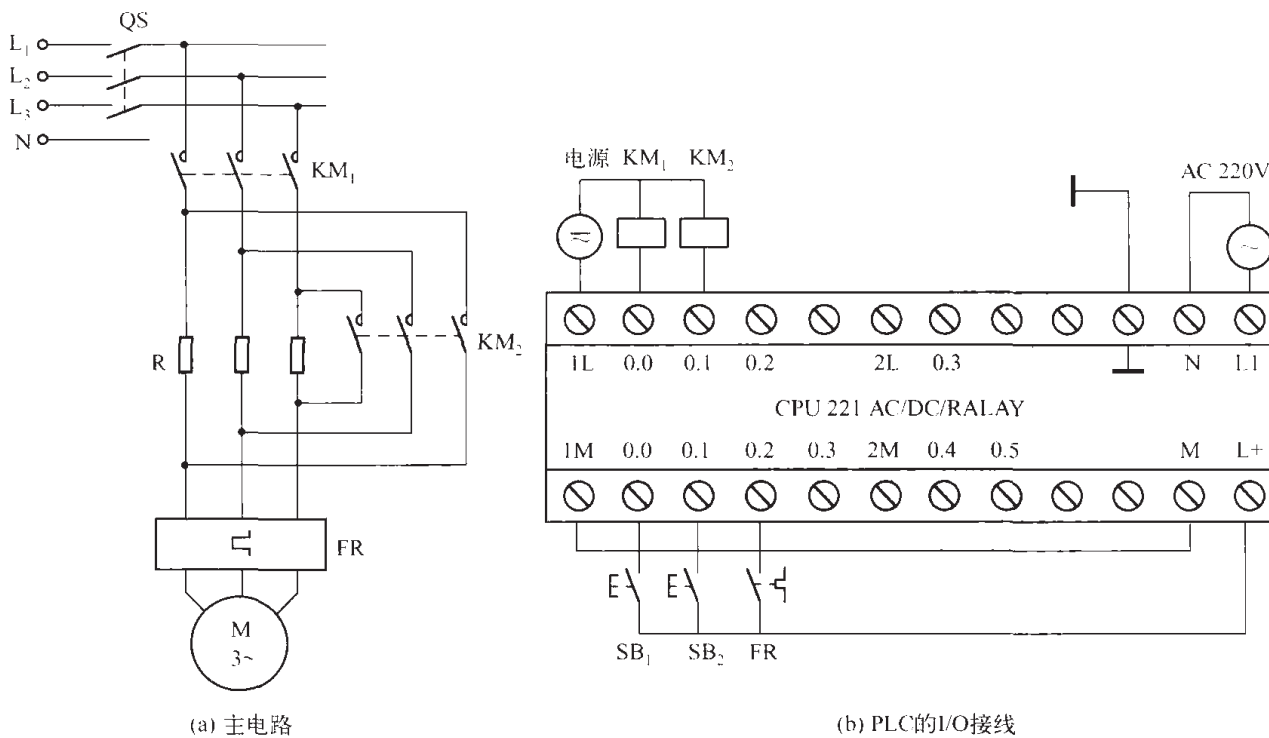 QS
L₁
L₂
L₃
N
KM₁
R
KM₂
FR
M
3~
(a) 主电路
电源 KM₁ KM₂
AC 220V
1L 0.0 0.1 0.2 2L 0.3 N L1
CPU 221 AC/DC/RALAY
1M 0.0 0.1 0.2 0.3 2M 0.4 0.5 M L+
SB₁ SB₂ FR
(b) PLC的I/O接线